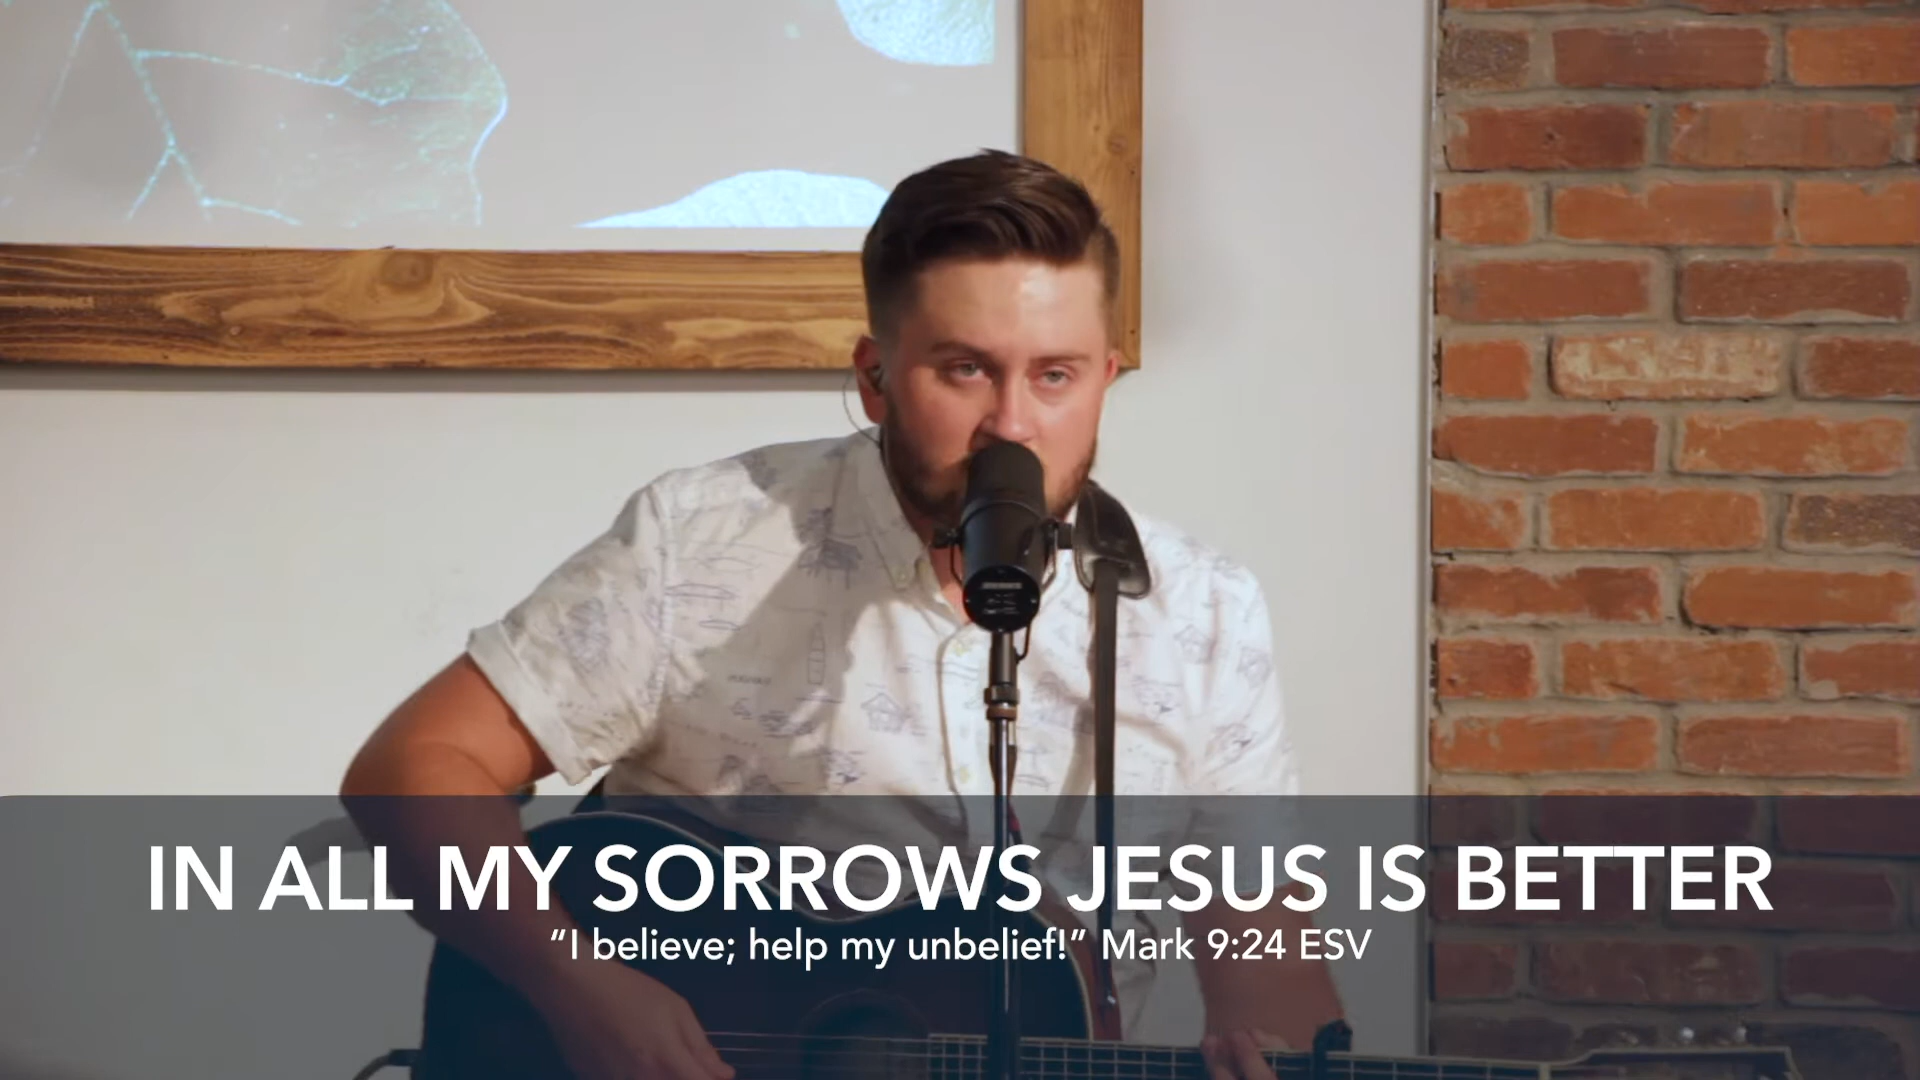 IN ALL MY SORROWS JESUS IS BETTER
“I believe; help my unbelief!” Mark 9:24 ESV